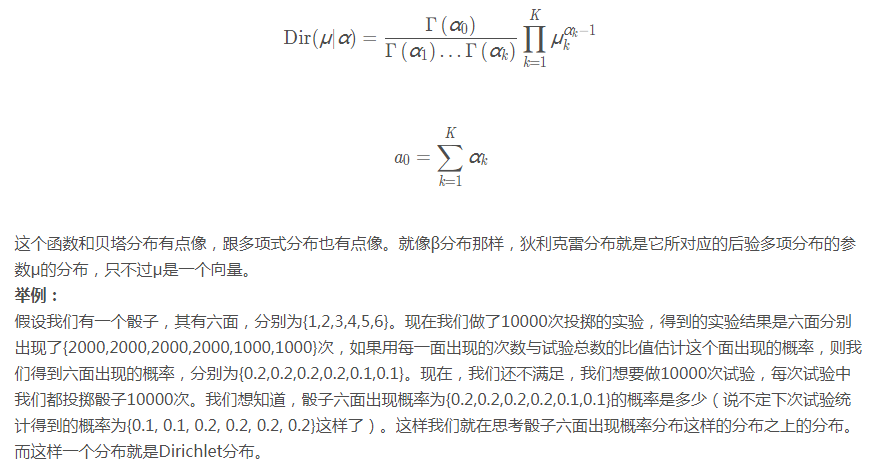 Dir(μ|α) = Γ(α₀) / Γ(α₁)…Γ(αₖ) ∏_{k=1}^{K} μₖ^{αₖ−1}
a₀ = ∑_{k=1}^{K} αₖ
这个函数和贝塔分布有点像，跟多项式分布也有点像。就像β分布那样，狄利克雷分布就是它所对应的后验多项分布的参
数μ的分布，只不过μ是一个向量。
举例：
假设我们有一个骰子，其有六面，分别为{1,2,3,4,5,6}。现在我们做了10000次投掷的实验，得到的实验结果是六面分别
出现了{2000,2000,2000,2000,1000,1000}次，如果用每一面出现的次数与试验总数的比值估计这个面出现的概率，则我
们得到六面出现的概率，分别为{0.2,0.2,0.2,0.2,0.1,0.1}。现在，我们还不满足，我们想要做10000次试验，每次试验中
我们都投掷骰子10000次。我们想知道，骰子六面出现概率为{0.2,0.2,0.2,0.2,0.1,0.1}的概率是多少（说不定下次试验统
计得到的概率为{0.1, 0.1, 0.2, 0.2, 0.2, 0.2}这样了）。这样我们就在思考骰子六面出现概率分布这样的分布之上的分布。
而这样一个分布就是Dirichlet分布。